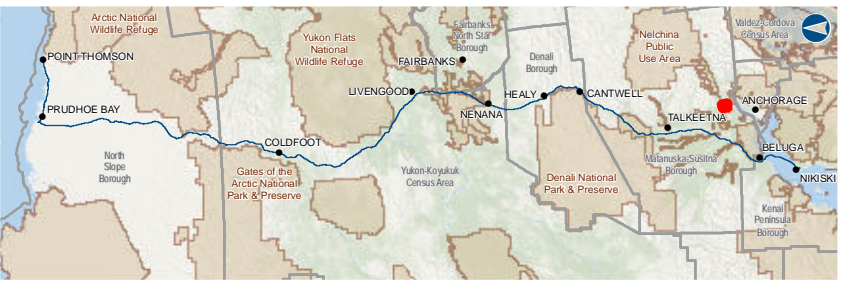 Arctic National
Wildlife Refuge
POINT THOMSON
PRUDHOE BAY
North
Slope
Borough
COLDFOOT
Gates of the
Arctic National
Park & Preserve
Yukon Flats
National
Wildlife Refuge
LIVENGOOD
Fairbanks
North Star
Borough
FAIRBANKS
NENANA
Yukon-Koyukuk
Census Area
Denali
Borough
HEALY
CANTWELL
Denali National
Park & Preserve
Nelchina
Public
Use Area
TALKEETNA
Matanuska-Susitna
Borough
Valdez-Cordova
Census Area
ANCHORAGE
BELUGA
NIKISKI
Kenai
Peninsula
Borough